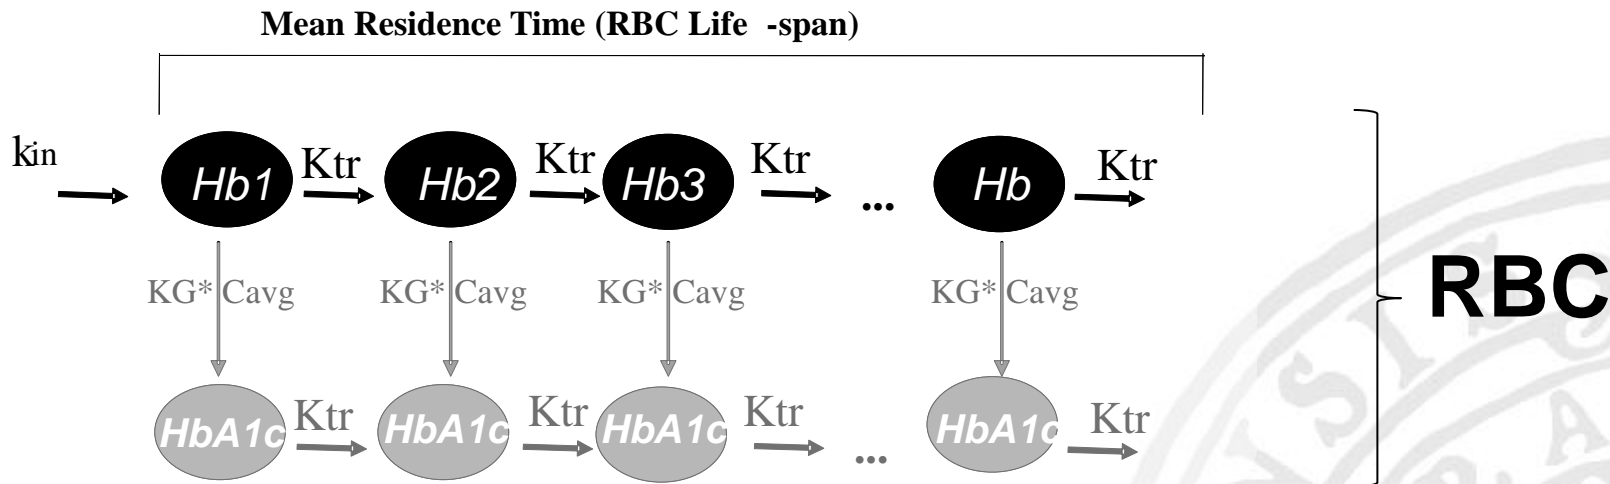 Mean Residence Time (RBC Life -span)
kin Hb1 Ktr Hb2 Ktr Hb3 Ktr ... Hb Ktr
KG* Cavg KG* Cavg KG* Cavg KG* Cavg
HbA1c Ktr HbA1c Ktr HbA1c Ktr ... HbA1c Ktr
RBC